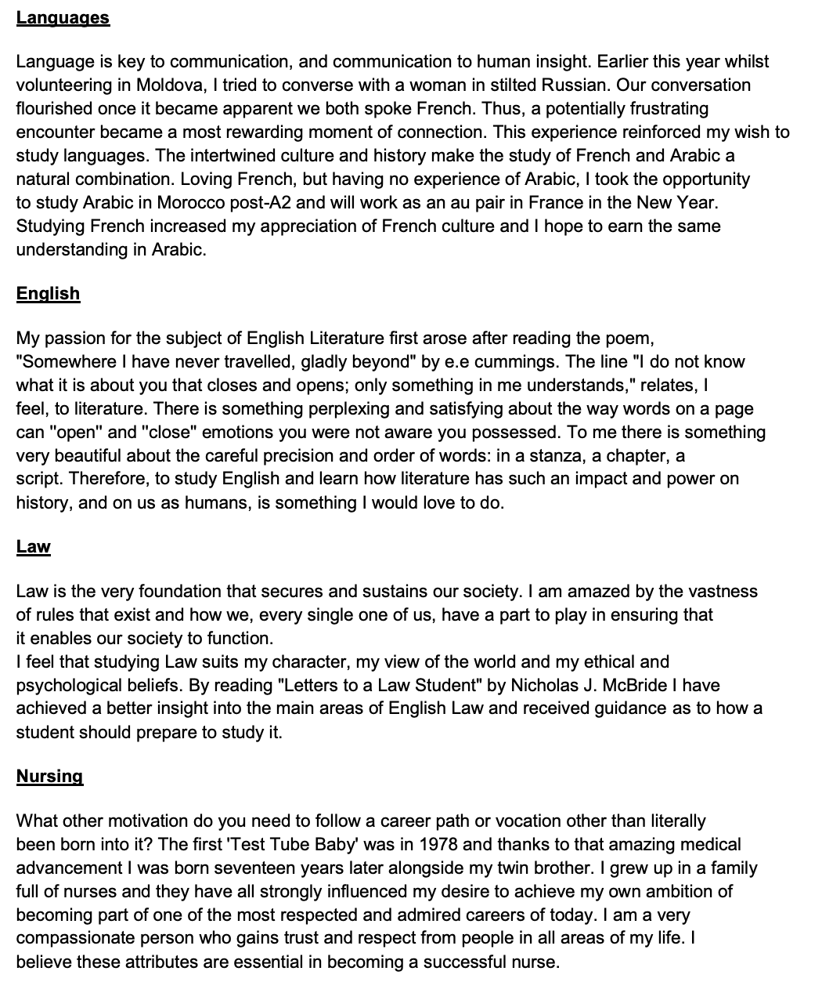 Languages
Language is key to communication, and communication to human insight. Earlier this year whilst
volunteering in Moldova, I tried to converse with a woman in stilted Russian. Our conversation
flourished once it became apparent we both spoke French. Thus, a potentially frustrating
encounter became a most rewarding moment of connection. This experience reinforced my wish to
study languages. The intertwined culture and history make the study of French and Arabic a
natural combination. Loving French, but having no experience of Arabic, I took the opportunity
to study Arabic in Morocco post-A2 and will work as an au pair in France in the New Year.
Studying French increased my appreciation of French culture and I hope to earn the same
understanding in Arabic.
English
My passion for the subject of English Literature first arose after reading the poem,
"Somewhere I have never travelled, gladly beyond" by e.e cummings. The line "I do not know
what it is about you that closes and opens; only something in me understands," relates, I
feel, to literature. There is something perplexing and satisfying about the way words on a page
can "open" and "close" emotions you were not aware you possessed. To me there is something
very beautiful about the careful precision and order of words: in a stanza, a chapter, a
script. Therefore, to study English and learn how literature has such an impact and power on
history, and on us as humans, is something I would love to do.
Law
Law is the very foundation that secures and sustains our society. I am amazed by the vastness
of rules that exist and how we, every single one of us, have a part to play in ensuring that
it enables our society to function.
I feel that studying Law suits my character, my view of the world and my ethical and
psychological beliefs. By reading "Letters to a Law Student" by Nicholas J. McBride I have
achieved a better insight into the main areas of English Law and received guidance as to how a
student should prepare to study it.
Nursing
What other motivation do you need to follow a career path or vocation other than literally
been born into it? The first 'Test Tube Baby' was in 1978 and thanks to that amazing medical
advancement I was born seventeen years later alongside my twin brother. I grew up in a family
full of nurses and they have all strongly influenced my desire to achieve my own ambition of
becoming part of one of the most respected and admired careers of today. I am a very
compassionate person who gains trust and respect from people in all areas of my life. I
believe these attributes are essential in becoming a successful nurse.